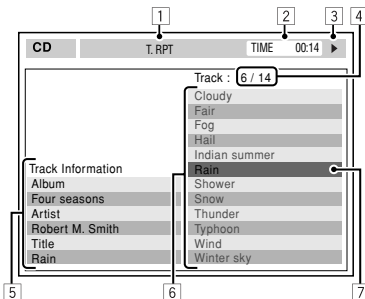 1 2 3 4
CD T. RPT TIME 00:14
Track : 6 / 14
Cloudy
Fair
Fog
Hail
Indian summer
Rain
Shower
Snow
Thunder
Typhoon
Wind
Winter sky
Track Information
Album
Four seasons
Artist
Robert M. Smith
Title
Rain
5 6 7